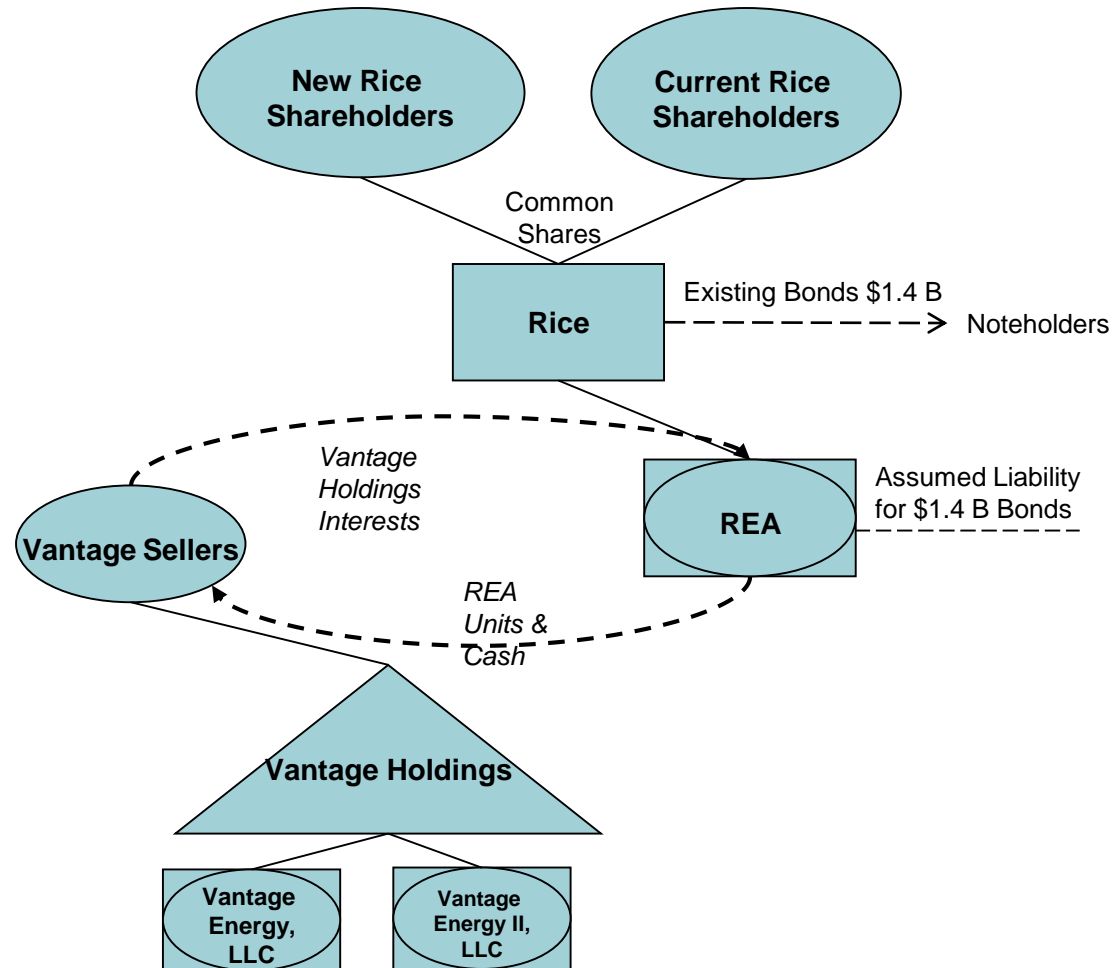 New Rice
Shareholders
Current Rice
Shareholders
Common
Shares
Rice
Existing Bonds $1.4 B
Noteholders
Vantage
Holdings
Interests
Assumed Liability
for $1.4 B Bonds
REA
Vantage Sellers
REA
Units &
Cash
Vantage Holdings
Vantage
Energy,
LLC
Vantage
Energy II,
LLC